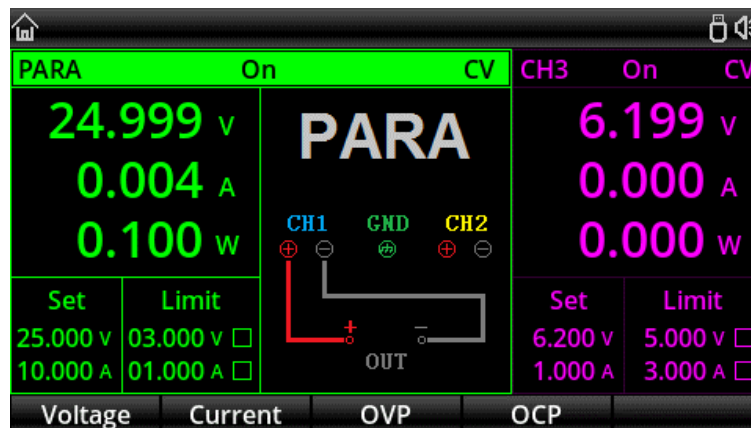 PARA On CV
24.999 V
0.004 A
0.100 W
Set Limit
25.000 V 03.000 V
10.000 A 01.000 A
PARA
CH1 GND CH2
+ −
OUT
CH3 On CV
6.199 V
0.000 A
0.000 W
Set Limit
6.200 V 5.000 V
1.000 A 3.000 A
Voltage Current OVP OCP